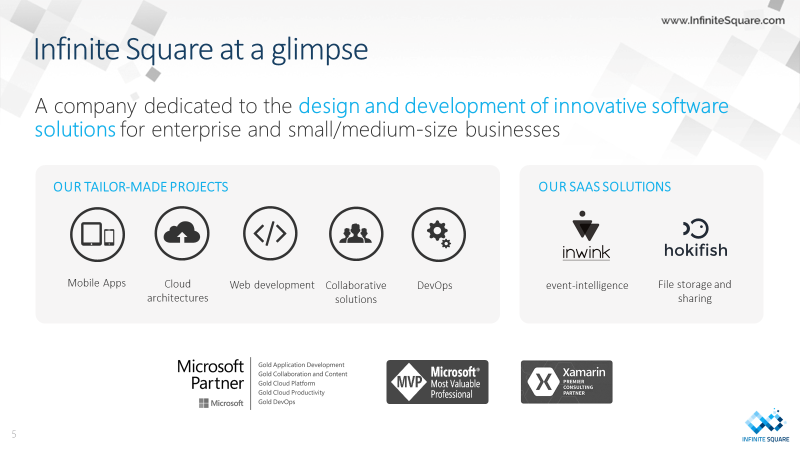 www.InfiniteSquare.com
Infinite Square at a glimpse
A company dedicated to the design and development of innovative software
solutions for enterprise and small/medium-size businesses
OUR TAILOR-MADE PROJECTS
Mobile Apps
Cloud
architectures
Web development
Collaborative
solutions
DevOps
OUR SAAS SOLUTIONS
inwink
event-intelligence
hokifish
File storage and
sharing
Microsoft
Partner
Microsoft
Gold Application Development
Gold Collaboration and Content
Gold Cloud Platform
Gold Cloud Productivity
Gold DevOps
MVP
Microsoft®
Most Valuable
Professional
Xamarin
PREMIER
CONSULTING
PARTNER
5
INFINITE SQUARE